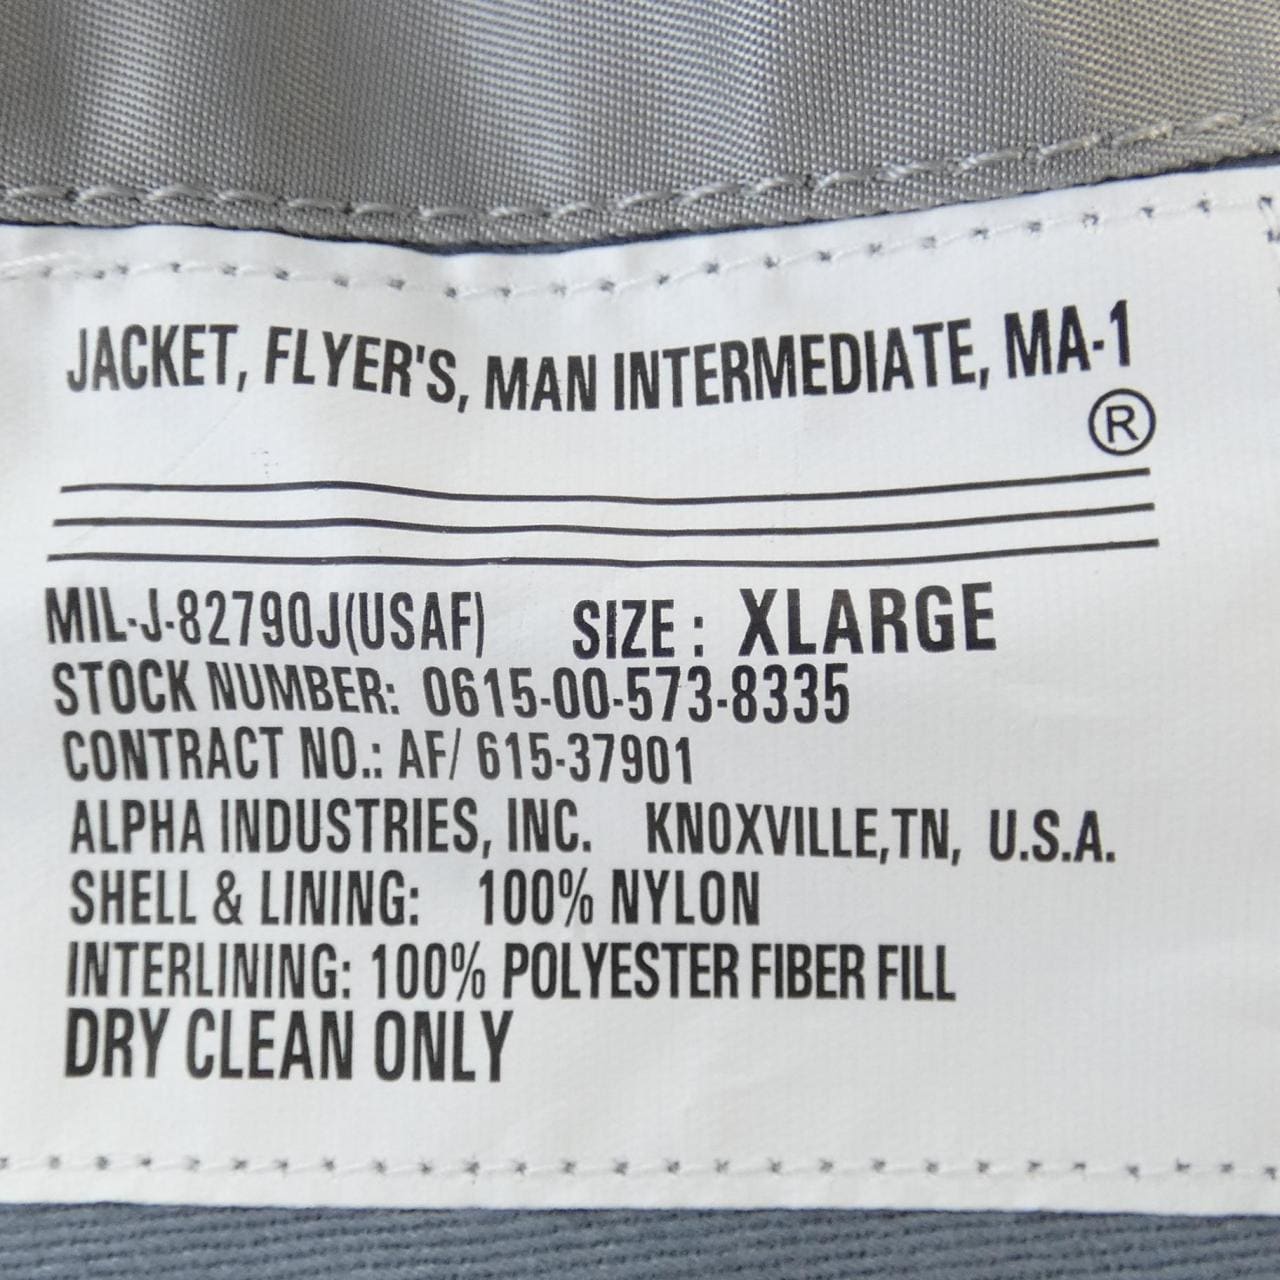 JACKET, FLYER'S, MAN INTERMEDIATE, MA-1
®
MIL-J-82790J(USAF) SIZE : XLARGE
STOCK NUMBER: 0615-00-573-8335
CONTRACT NO.: AF/ 615-37901
ALPHA INDUSTRIES, INC. KNOXVILLE,TN, U.S.A.
SHELL & LINING: 100% NYLON
INTERLINING: 100% POLYESTER FIBER FILL
DRY CLEAN ONLY